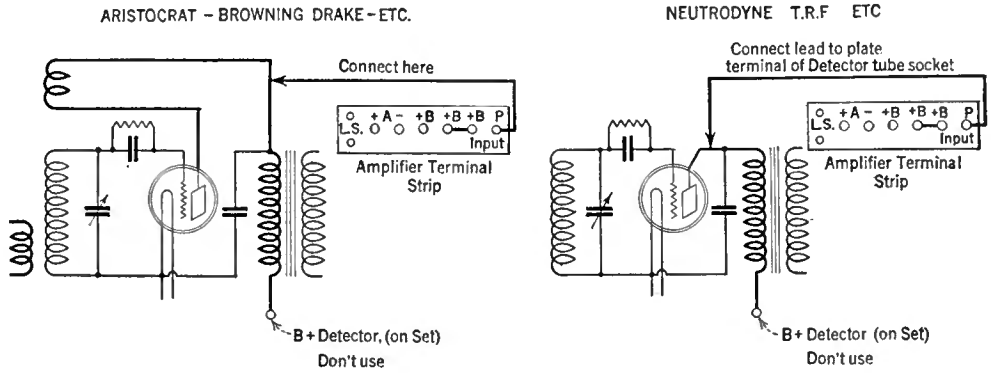 ARISTOCRAT - BROWNING DRAKE - ETC.
Connect here
+ A - +B +B +B P
L.S.
Input
Amplifier Terminal
Strip
B + Detector, (on Set)
Don't use
NEUTRODYNE T.R.F ETC
Connect lead to plate
terminal of Detector tube socket
+ A - +B +B +B P
L.S.
Input
Amplifier Terminal
Strip
B + Detector (on Set)
Don't use